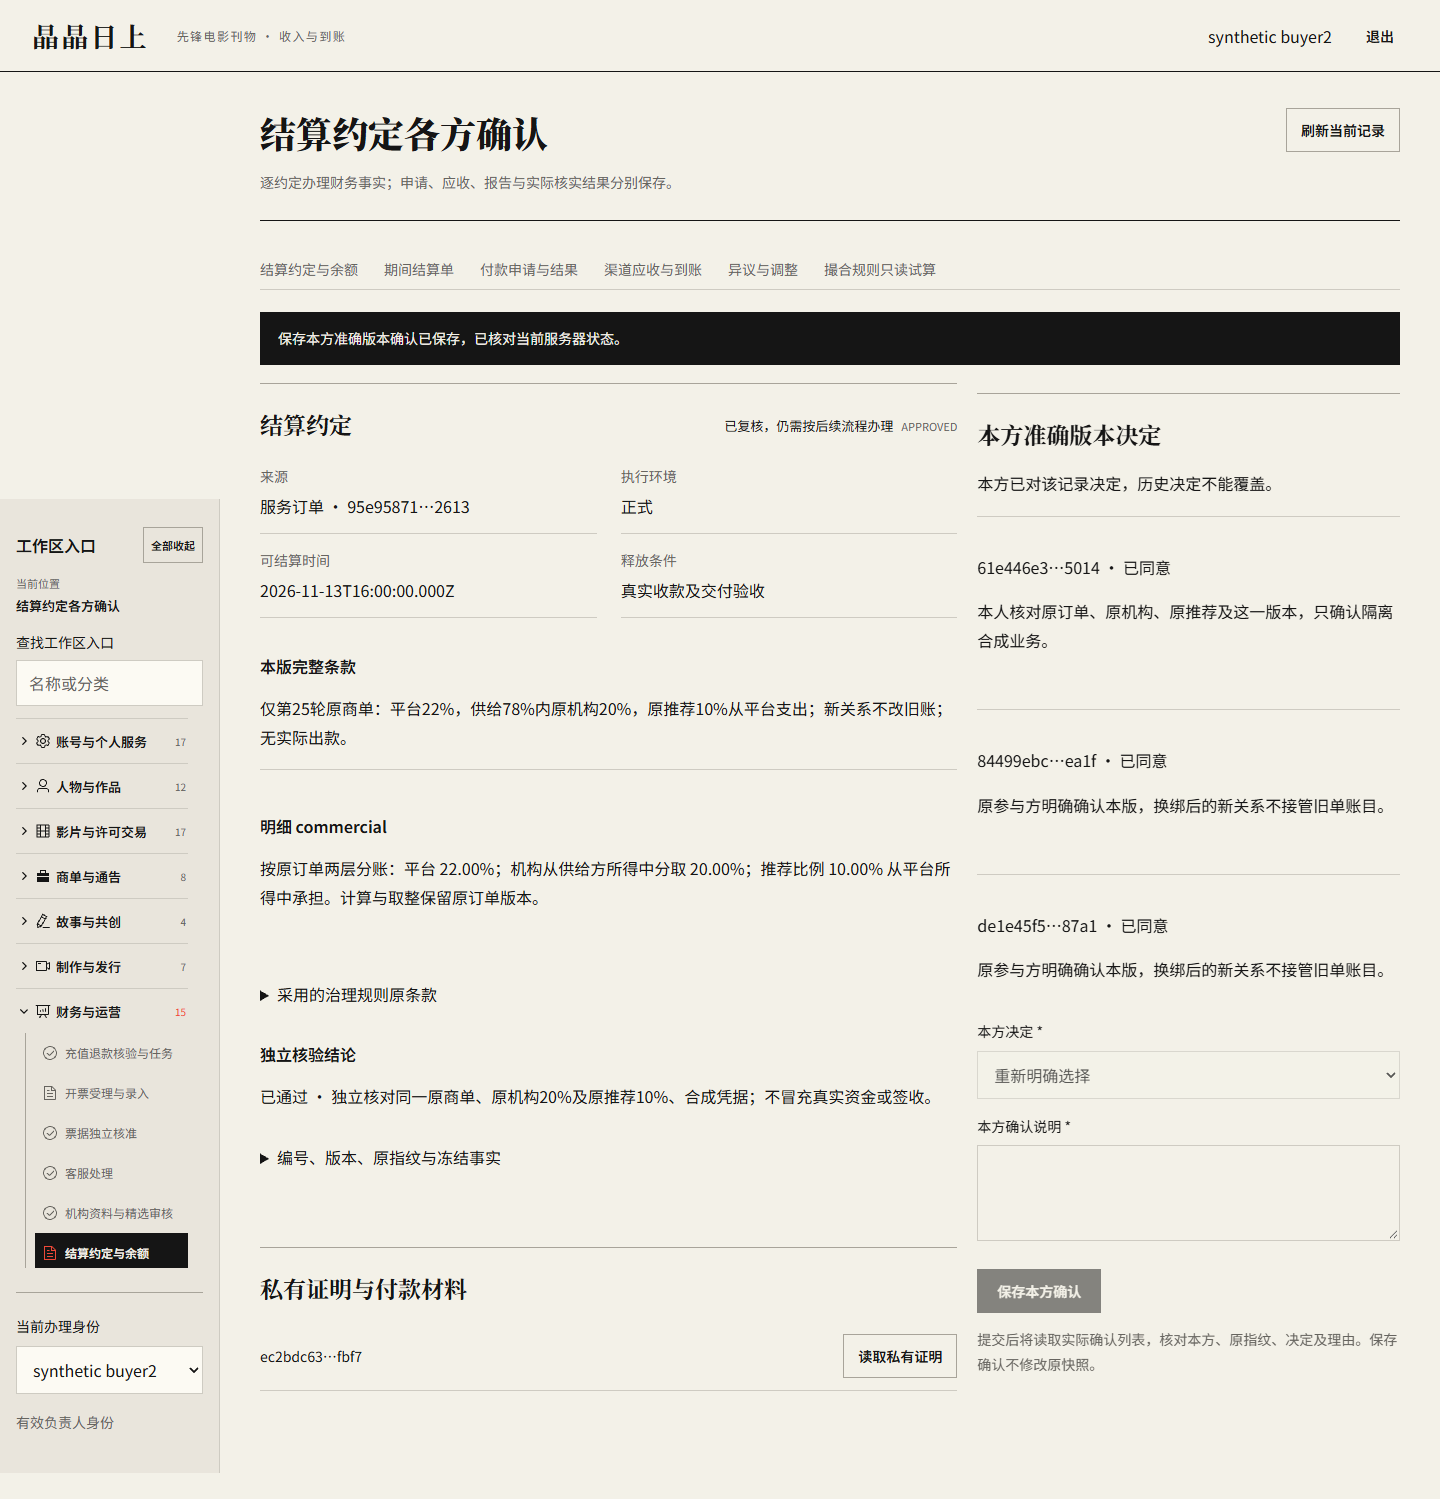 晶晶日上
先锋电影刊物 · 收入与到账
synthetic buyer2
退出
结算约定各方确认
刷新当前记录
逐约定办理财务事实；申请、应收、报告与实际核实结果分别保存。
结算约定与余额
期间结算单
付款申请与结果
渠道应收与到账
异议与调整
撮合规则只读试算
保存本方准确版本确认已保存，已核对当前服务器状态。
工作区入口
全部收起
当前位置
结算约定各方确认
查找工作区入口
名称或分类
账号与个人服务 17
人物与作品 12
影片与许可交易 17
商单与通告 8
故事与共创 4
制作与发行 7
财务与运营 15
充值退款核验与任务
开票受理与录入
票据独立核准
客服处理
机构资料与精选审核
结算约定与余额
当前办理身份
synthetic buyer2
有效负责人身份
结算约定
已复核，仍需按后续流程办理 APPROVED
来源
服务订单 · 95e95871…2613
执行环境
正式
可结算时间
2026-11-13T16:00:00.000Z
释放条件
真实收款及交付验收
本版完整条款
仅第25轮原商单：平台22%，供给78%内原机构20%，原推荐10%从平台支出；新关系不改旧账；
无实际出款。
明细 commercial
按原订单两层分账：平台 22.00%；机构从供给方所得中分取 20.00%；推荐比例 10.00% 从平台所
得中承担。计算与取整保留原订单版本。
采用的治理规则原条款
独立核验结论
已通过 · 独立核对同一原商单、原机构20%及原推荐10%、合成凭据；不冒充真实资金或签收。
编号、版本、原指纹与冻结事实
私有证明与付款材料
ec2bdc63…fbf7
读取私有证明
本方准确版本决定
本方已对该记录决定，历史决定不能覆盖。
61e446e3…5014 · 已同意
本人核对原订单、原机构、原推荐及这一版本，只确认隔离
合成业务。
84499ebc…ea1f · 已同意
原参与方明确确认本版，换绑后的新关系不接管旧单账目。
de1e45f5…87a1 · 已同意
原参与方明确确认本版，换绑后的新关系不接管旧单账目。
本方决定 *
重新明确选择
本方确认说明 *
保存本方确认
提交后将读取实际确认列表，核对本方、原指纹、决定及理由。保存
确认不修改原快照。